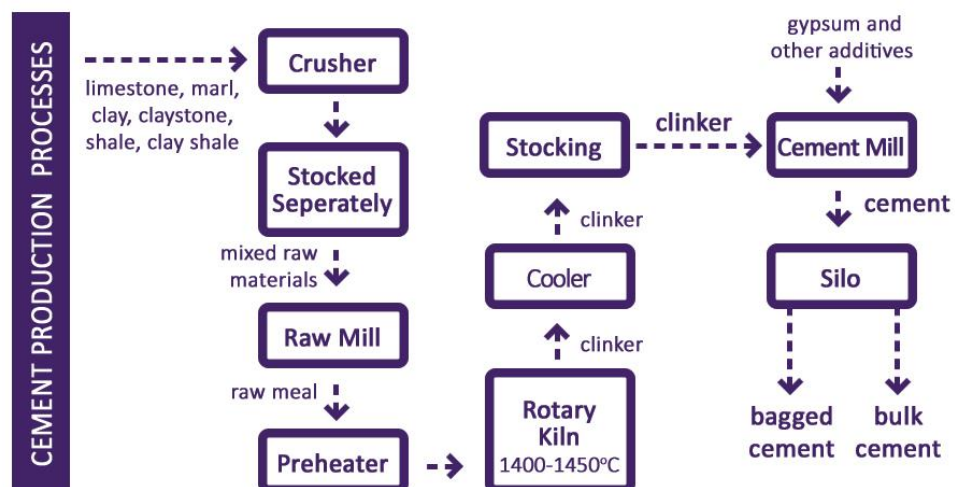 CEMENT PRODUCTION PROCESSES
limestone, marl,
clay, claystone,
shale, clay shale
Crusher
Stocked
Seperately
mixed raw
materials
Raw Mill
raw meal
Preheater
Rotary
Kiln
1400-1450°C
clinker
Cooler
clinker
Stocking
clinker
gypsum and
other additives
Cement Mill
cement
Silo
bagged
cement
bulk
cement